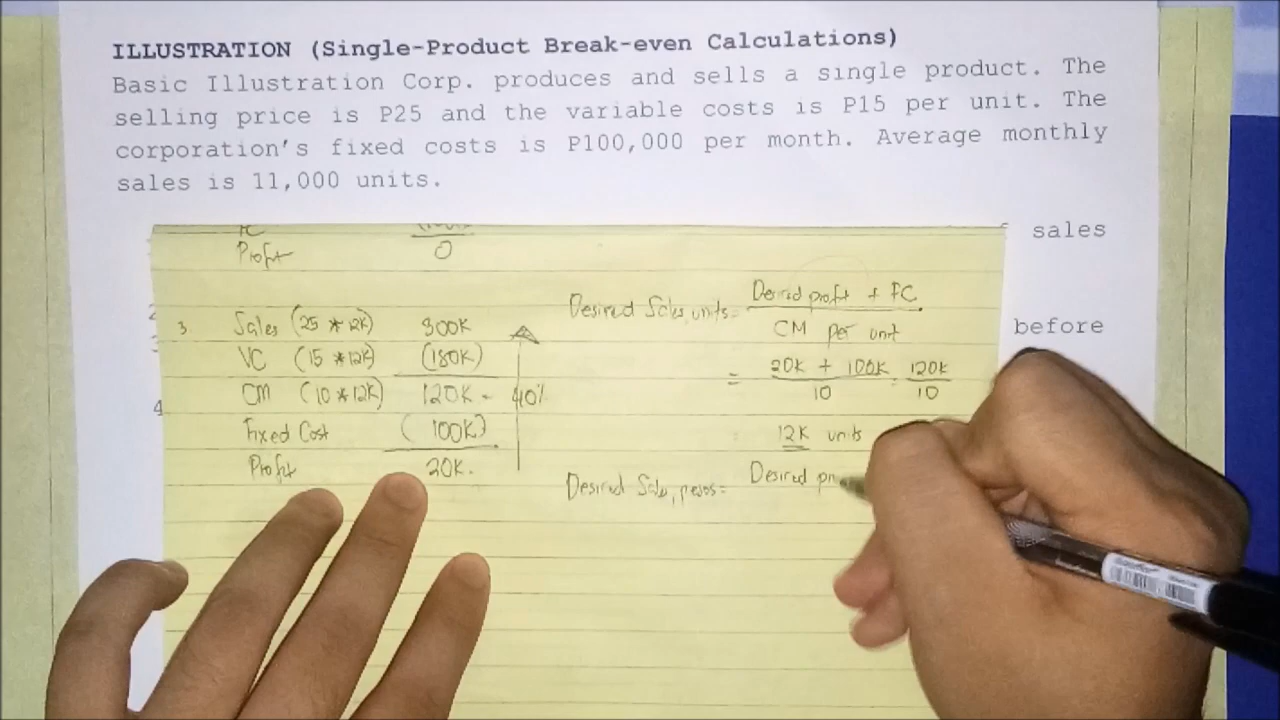 ILLUSTRATION (Single-Product Break-even Calculations)
Basic Illustration Corp. produces and sells a single product. The
selling price is P25 and the variable costs is P15 per unit. The
corporation's fixed costs is P100,000 per month. Average monthly
sales is 11,000 units.
sales
Profit 0
before
3 Sales (25 * 12K) 300K
VC (15 * 12K) (180K)
CM (10 * 12K) 120K - 40%
Fixed Cost (100K)
Profit 20K.
4
Desired Sales, units = Desired profit + FC
CM per unit
= 20K + 100K = 120K
10 10
= 12K units
Desired Sales, pesos = Desired pr